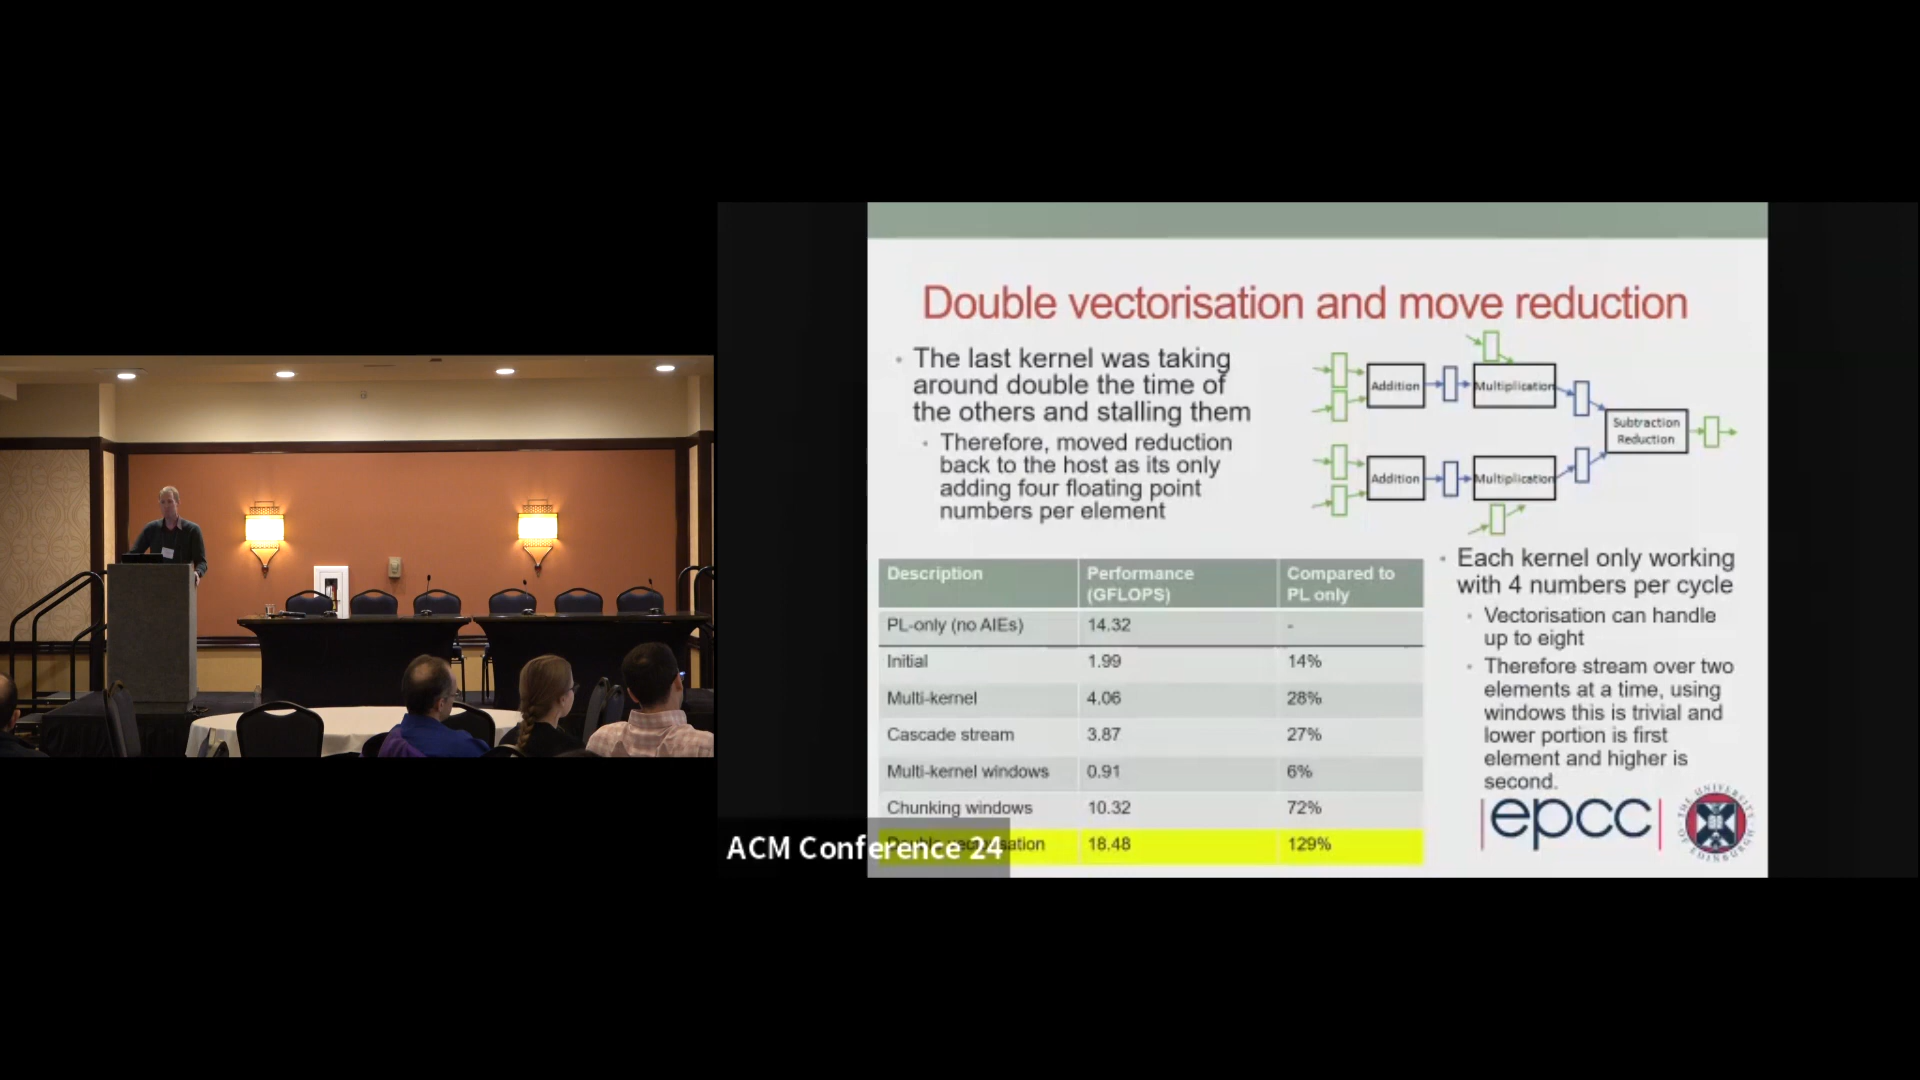 Double vectorisation and move reduction
• The last kernel was taking
around double the time of
the others and stalling them
• Therefore, moved reduction
back to the host as its only
adding four floating point
numbers per element
Addition
Multiplication
Subtraction
Reduction
Addition
Multiplication
Description Performance (GFLOPS) Compared to PL only
PL-only (no AIEs) 14.32 -
Initial 1.99 14%
Multi-kernel 4.06 28%
Cascade stream 3.87 27%
Multi-kernel windows 0.91 6%
Chunking windows 10.32 72%
18.48 129%
• Each kernel only working
with 4 numbers per cycle
• Vectorisation can handle
up to eight
• Therefore stream over two
elements at a time, using
windows this is trivial and
lower portion is first
element and higher is
second.
epcc
ACM Conference 24